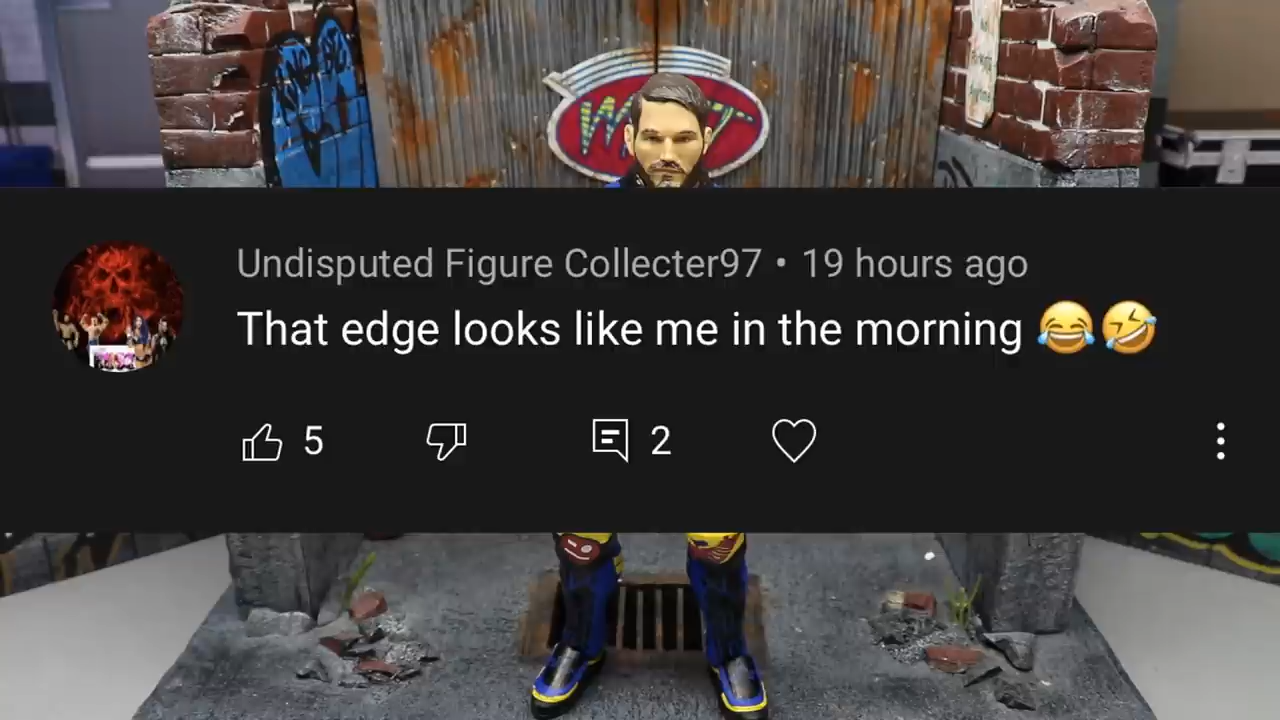 Undisputed Figure Collecter97 • 19 hours ago
That edge looks like me in the morning 😂🤣
5
2